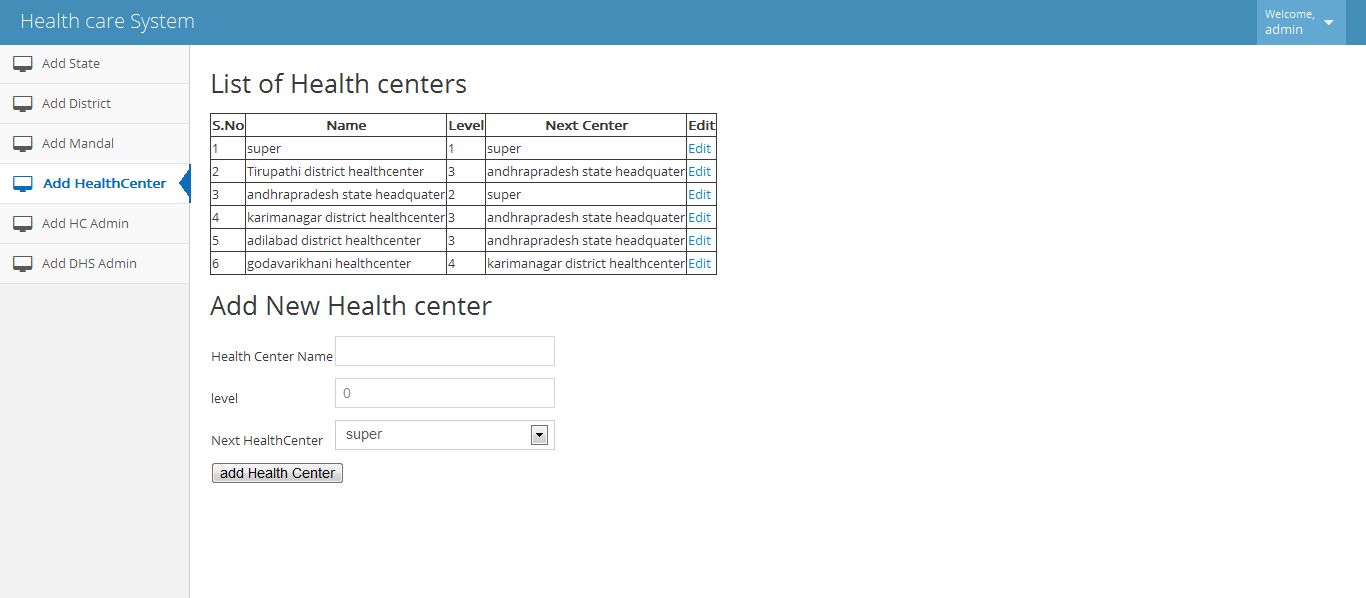 Health care System
Welcome,
admin
Add State
Add District
Add Mandal
Add HealthCenter
Add HC Admin
Add DHS Admin
List of Health centers
S.No Name Level Next Center Edit
1 super 1 super Edit
2 Tirupathi district healthcenter 3 andhrapradesh state headquater Edit
3 andhrapradesh state headquater 2 super Edit
4 karimanagar district healthcenter 3 andhrapradesh state headquater Edit
5 adilabad district healthcenter 3 andhrapradesh state headquater Edit
6 godavarikhani healthcenter 4 karimanagar district healthcenter Edit
Add New Health center
Health Center Name
level 0
Next HealthCenter super
add Health Center